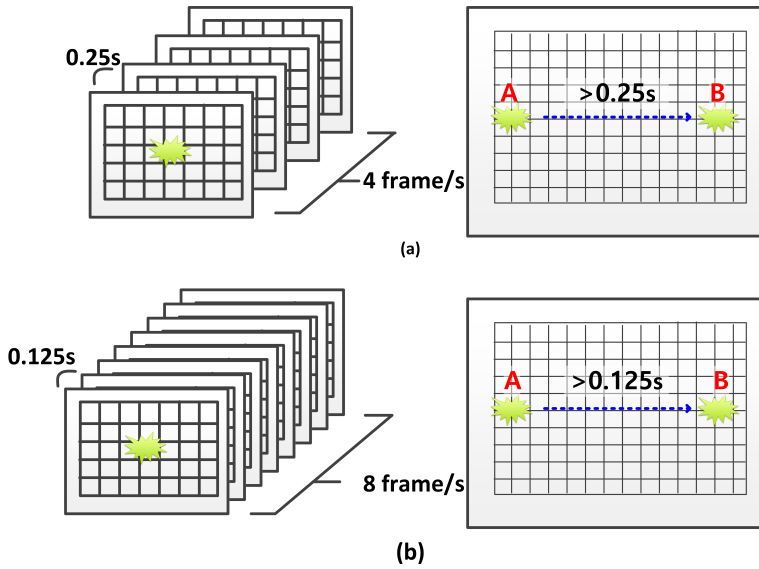 0.25s
4 frame/s
A
>0.25s
B
(a)
0.125s
8 frame/s
A
>0.125s
B
(b)